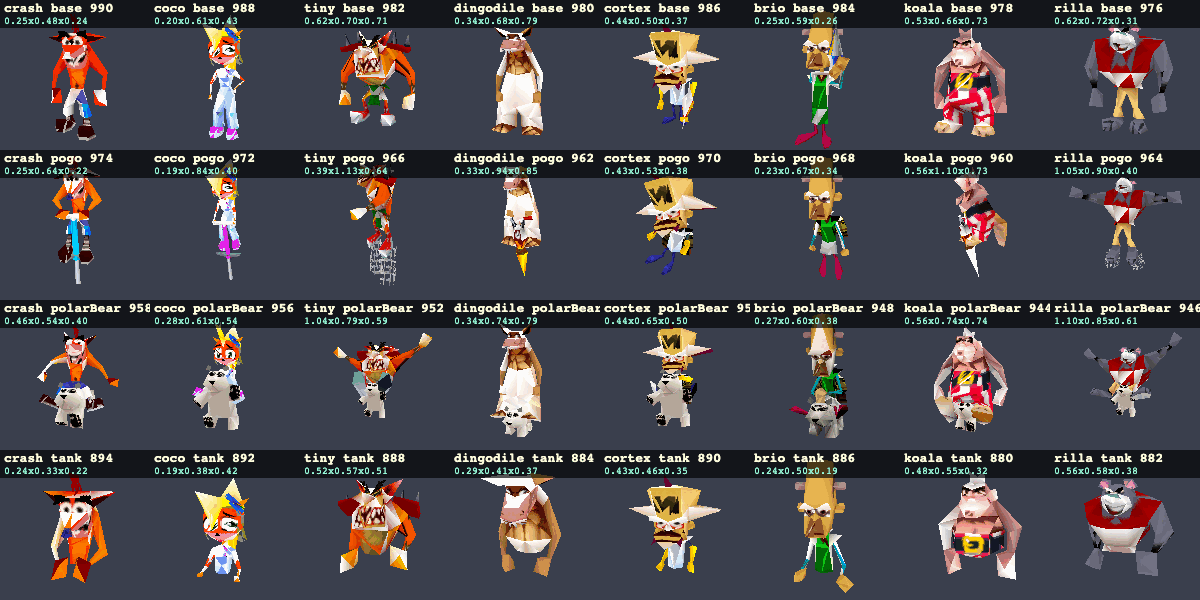 crash base 990
0.25x0.48x0.24
coco base 988
0.20x0.61x0.43
tiny base 982
0.62x0.70x0.71
dingodile base 980
0.34x0.68x0.79
cortex base 986
0.44x0.50x0.37
brio base 984
0.25x0.59x0.26
koala base 978
0.53x0.66x0.73
rilla base 976
0.62x0.72x0.31
crash pogo 974
0.25x0.64x0.22
coco pogo 972
0.19x0.84x0.40
tiny pogo 966
0.39x1.13x0.64
dingodile pogo 962
0.33x0.94x0.85
cortex pogo 970
0.43x0.53x0.38
brio pogo 968
0.23x0.67x0.34
koala pogo 960
0.56x1.10x0.73
rilla pogo 964
1.05x0.90x0.40
crash polarBear 958
0.46x0.54x0.40
coco polarBear 956
0.28x0.61x0.54
tiny polarBear 952
1.04x0.79x0.59
dingodile polarBear
0.34x0.74x0.79
cortex polarBear 95
0.44x0.65x0.50
brio polarBear 948
0.27x0.60x0.38
koala polarBear 944
0.56x0.74x0.74
rilla polarBear 946
1.10x0.85x0.61
crash tank 894
0.24x0.33x0.22
coco tank 892
0.19x0.38x0.42
tiny tank 888
0.52x0.57x0.51
dingodile tank 884
0.29x0.41x0.37
cortex tank 890
0.43x0.46x0.35
brio tank 886
0.24x0.50x0.19
koala tank 880
0.48x0.55x0.32
rilla tank 882
0.56x0.58x0.38